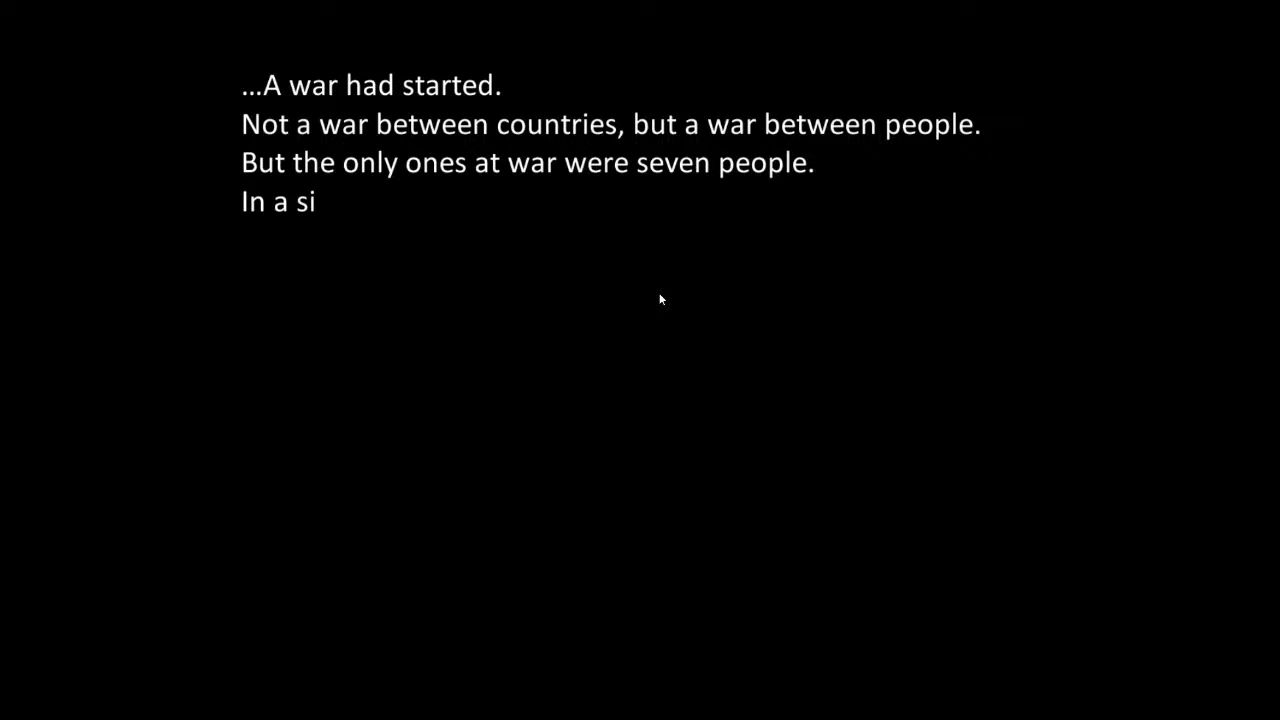 ...A war had started.
Not a war between countries, but a war between people.
But the only ones at war were seven people.
In a si